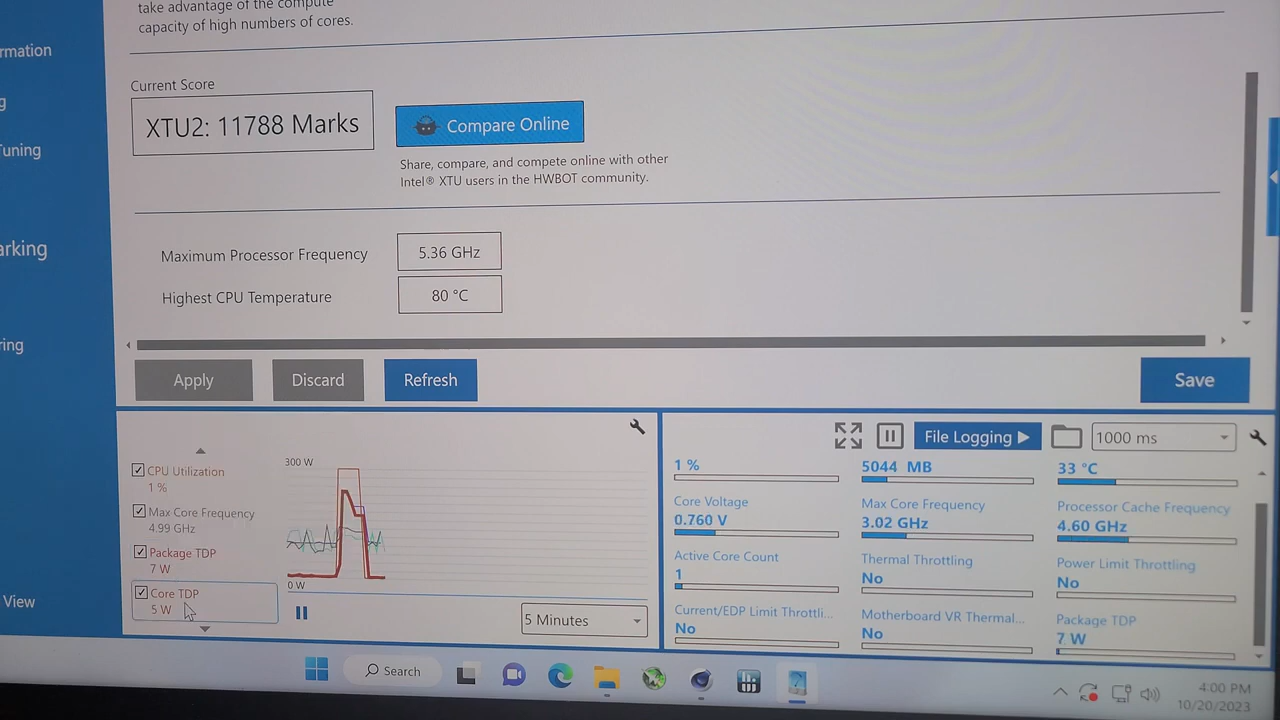 take advantage of the compute
capacity of high numbers of cores.
rmation
g
Tuning
arking
ring
View
Current Score
XTU2: 11788 Marks
Compare Online
Share, compare, and compete online with other
Intel® XTU users in the HWBOT community.
Maximum Processor Frequency
5.36 GHz
Highest CPU Temperature
80 °C
Apply
Discard
Refresh
Save
CPU Utilization
1 %
Max Core Frequency
4.99 GHz
Package TDP
7 W
Core TDP
5 W
300 W
0 W
5 Minutes
File Logging
1000 ms
1 %
5044 MB
33 °C
Core Voltage
0.760 V
Max Core Frequency
3.02 GHz
Processor Cache Frequency
4.60 GHz
Active Core Count
1
Thermal Throttling
No
Power Limit Throttling
No
Current/EDP Limit Throttli...
No
Motherboard VR Thermal...
No
Package TDP
7 W
Search
4:00 PM
10/20/2023